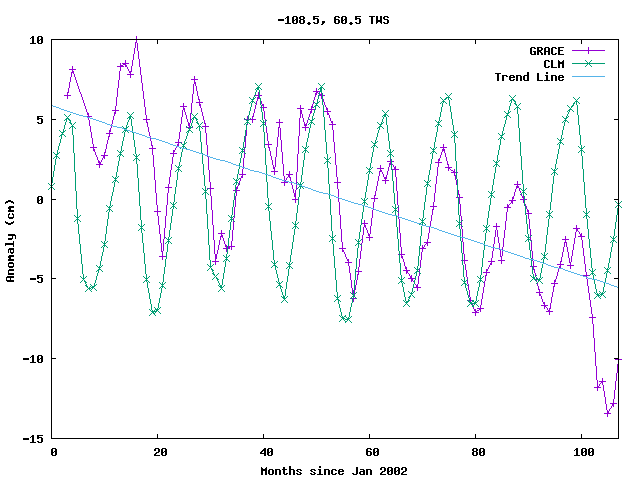 -108.5, 60.5 TWS
GRACE
CLM
Trend Line
10
5
0
-5
-10
-15
Anomaly (cm)
0 20 40 60 80 100
Months since Jan 2002